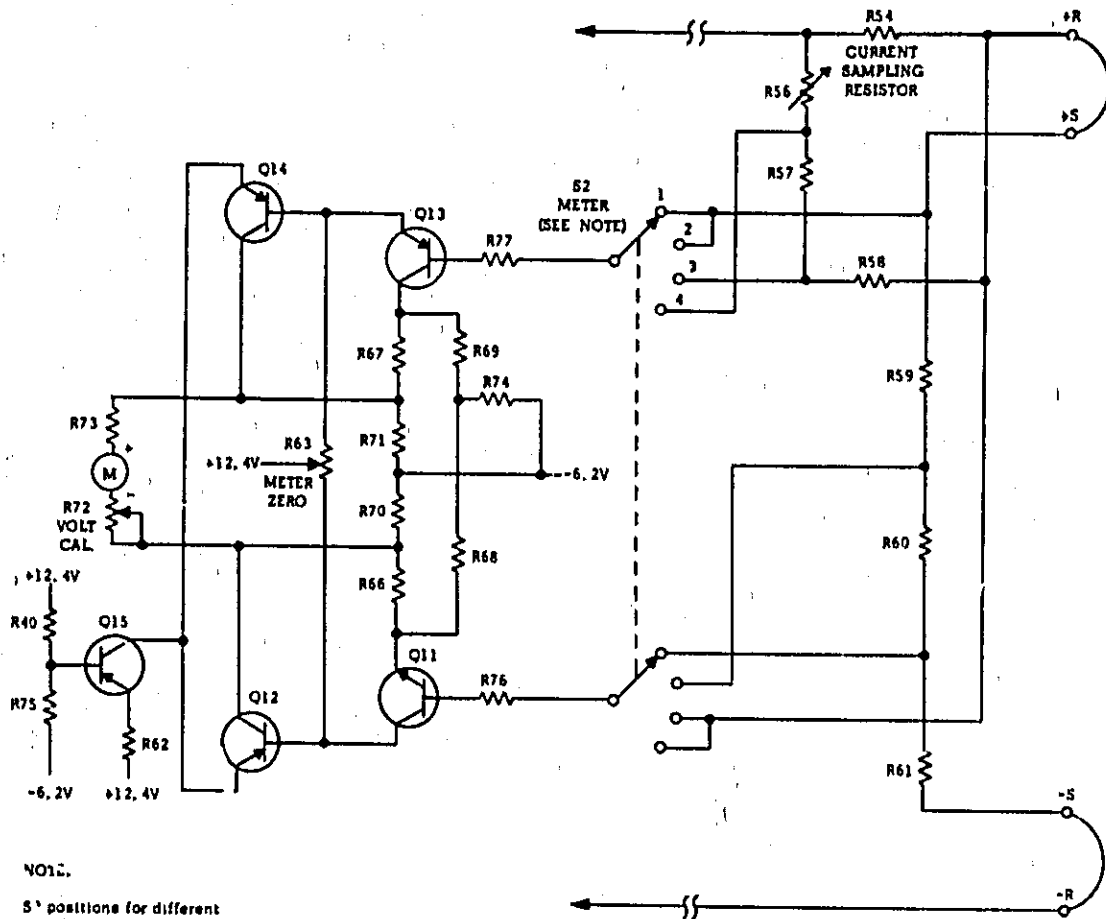 R54
+R
CURRENT
SAMPLING
RESISTOR
R56
+S
Q14
R57
S2
METER
(SEE NOTE)
1
Q13
2
R77
3
R58
4
R67
R69
R74
R59
R73
+
R71
R63
+12,4V
-6,2V
M
METER
ZERO
-
R72
VOLT
CAL.
R70
R60
R68
R66
+12,4V
R40
Q15
Q11
R76
R75
Q12
R62
R61
-6,2V
+12,4V
-S
-R
positions for different